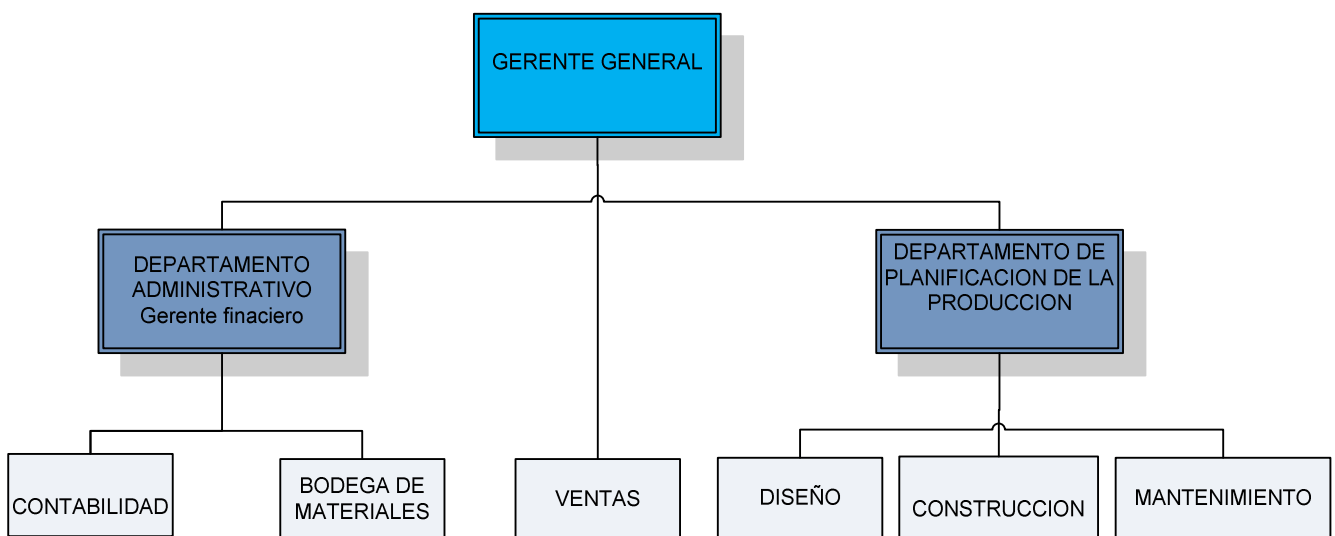 GERENTE GENERAL
DEPARTAMENTO
ADMINISTRATIVO
Gerente finaciero
DEPARTAMENTO DE
PLANIFICACION DE LA
PRODUCCION
CONTABILIDAD
BODEGA DE
MATERIALES
VENTAS
DISEÑO
CONSTRUCCION
MANTENIMIENTO